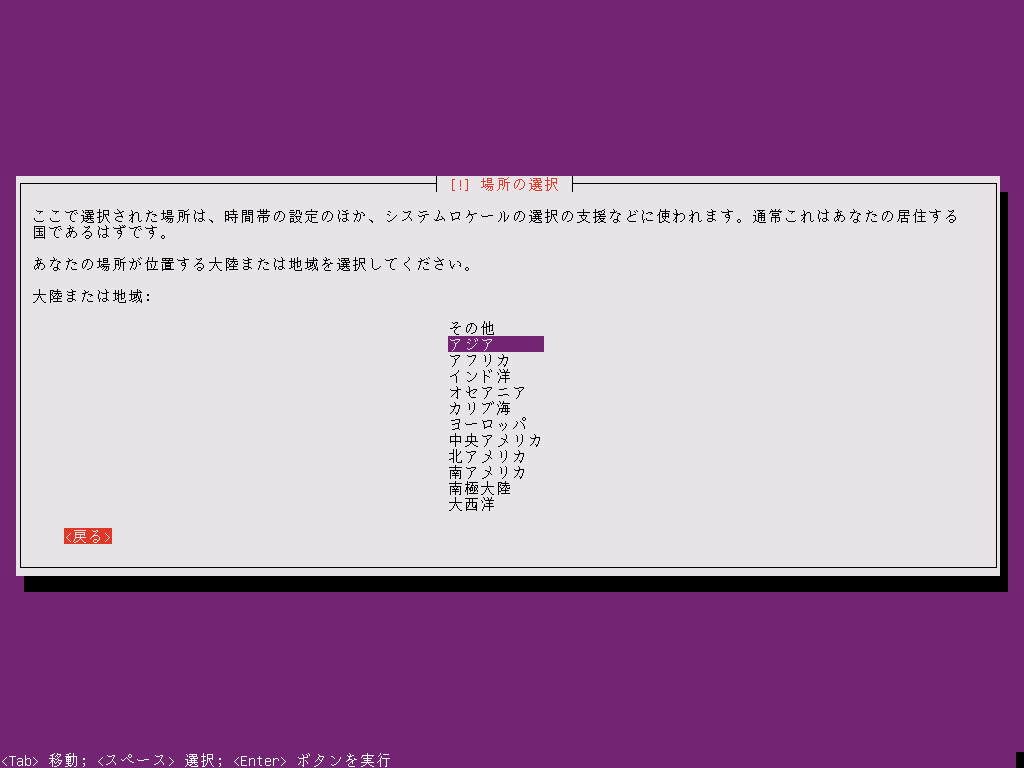 [!] 場所の選択
ここで選択された場所は、時間帯の設定のほか、システムロケールの選択の支援などに使われます。通常これはあなたの居住する
国であるはずです。
あなたの場所が位置する大陸または地域を選択してください。
大陸または地域:
その他
アジア
アフリカ
インド洋
オセアニア
カリブ海
ヨーロッパ
中央アメリカ
北アメリカ
南アメリカ
南極大陸
大西洋
<戻る>
<Tab> 移動; <スペース> 選択; <Enter> ボタンを実行